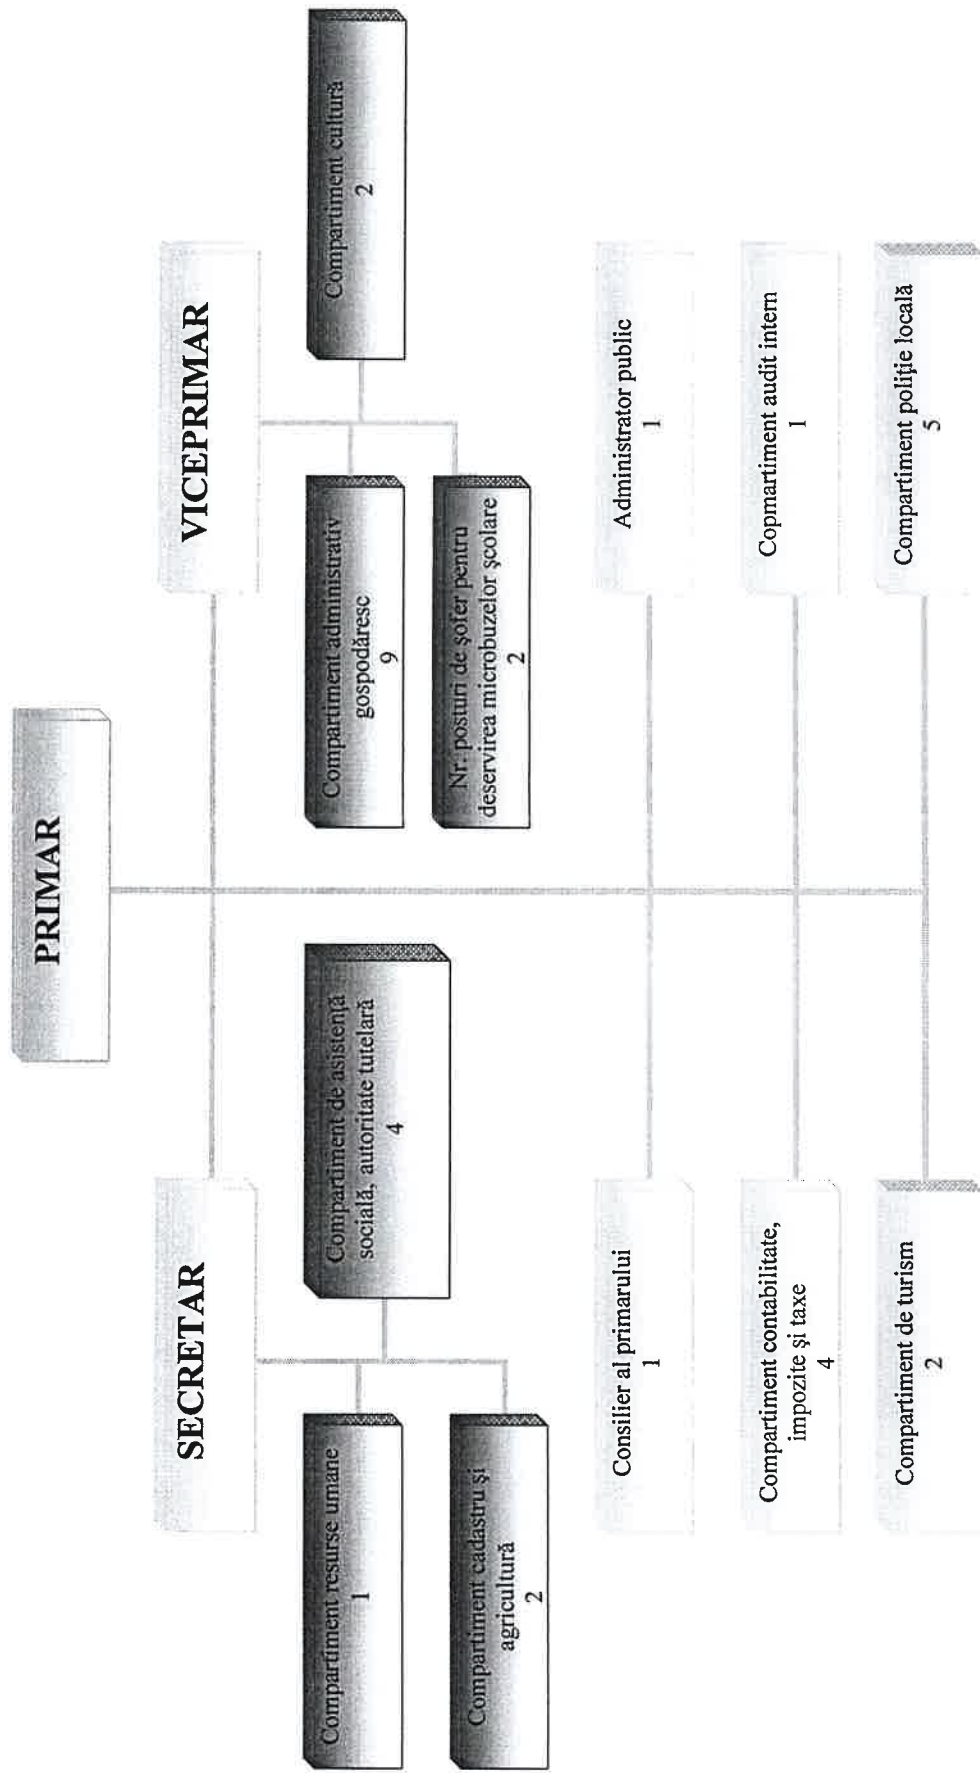 PRIMAR
SECRETAR
VICEPRIMAR
Compartiment resurse umane
1
Compartiment de asistenţă
socială, autoritate tutelară
4
Compartiment cadastru şi
agricultură
2
Compartiment administrativ
gospodăresc
9
Compartiment cultură
2
Nr. posturi de şofer pentru
deservirea microbuzelor şcolare
2
Consilier al primarului
1
Administrator public
1
Compartiment contabilitate,
impozite şi taxe
4
Copmartiment audit intern
1
Compartiment de turism
2
Compartiment poliţie locală
5